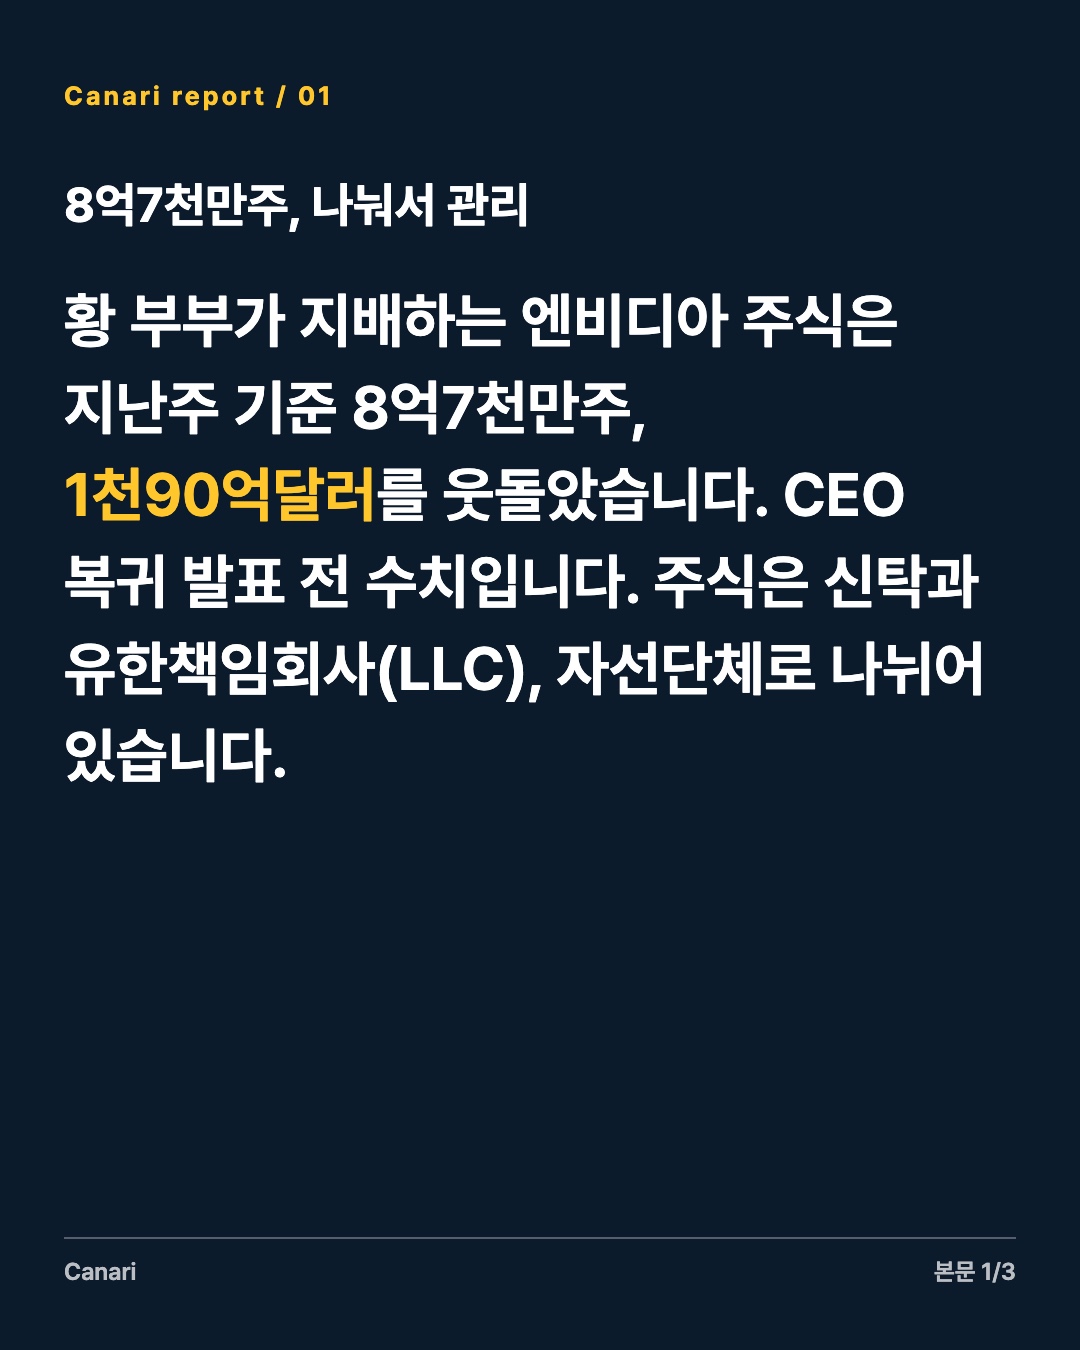 Canari report / 01
8억7천만주, 나눠서 관리
황 부부가 지배하는 엔비디아 주식은
지난주 기준 8억7천만주,
1천90억달러를 웃돌았습니다. CEO
복귀 발표 전 수치입니다. 주식은 신탁과
유한책임회사(LLC), 자선단체로 나뉘어
있습니다.
Canari
본문 1/3